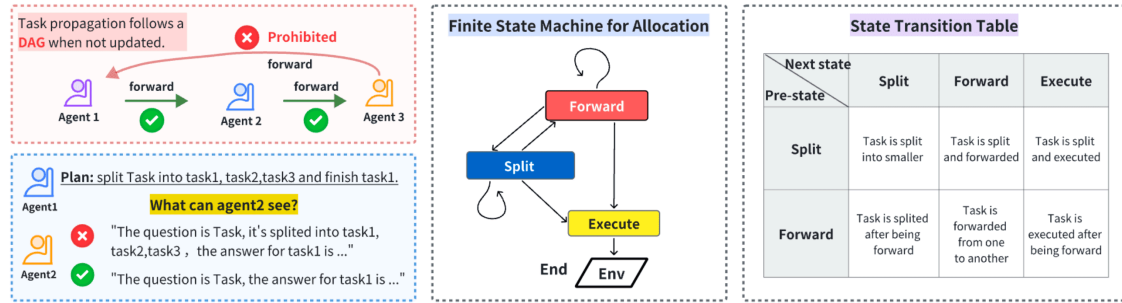 Task propagation follows a
DAG when not updated.
Prohibited
forward
forward
forward
Agent 1
Agent 2
Agent 3
Plan: split Task into task1, task2,task3 and finish task1.
Agent1
What can agent2 see?
"The question is Task, it's splited into task1,
task2,task3 , the answer for task1 is ..."
Agent2
"The question is Task, the answer for task1 is ..."
Finite State Machine for Allocation
Forward
Split
Execute
End
Env
State Transition Table
Next state
Pre-state
Split
Forward
Execute
Split
Task is split
into smaller
Task is split
and forwarded
Task is split
and executed
Forward
Task is splited
after being
forward
Task is
forwarded
from one
to another
Task is
executed after
being forward